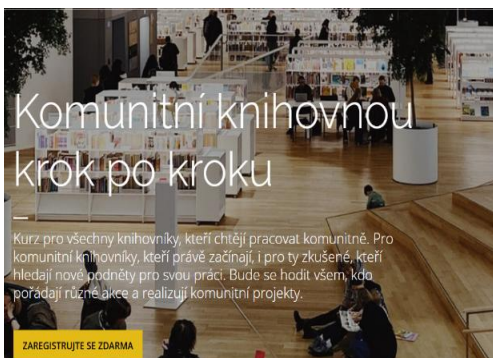 Komunitní knihovnou
krok po kroku
Kurz pro všechny knihovníky, kteří chtějí pracovat komunitně. Pro
komunitní knihovníky, kteří právě začínají, i pro ty zkušené, kteří
hledají nové podněty pro svou práci. Bude se hodit všem, kdo
pořádají různé akce a realizují komunitní projekty.
ZAREGISTRUJTE SE ZDARMA